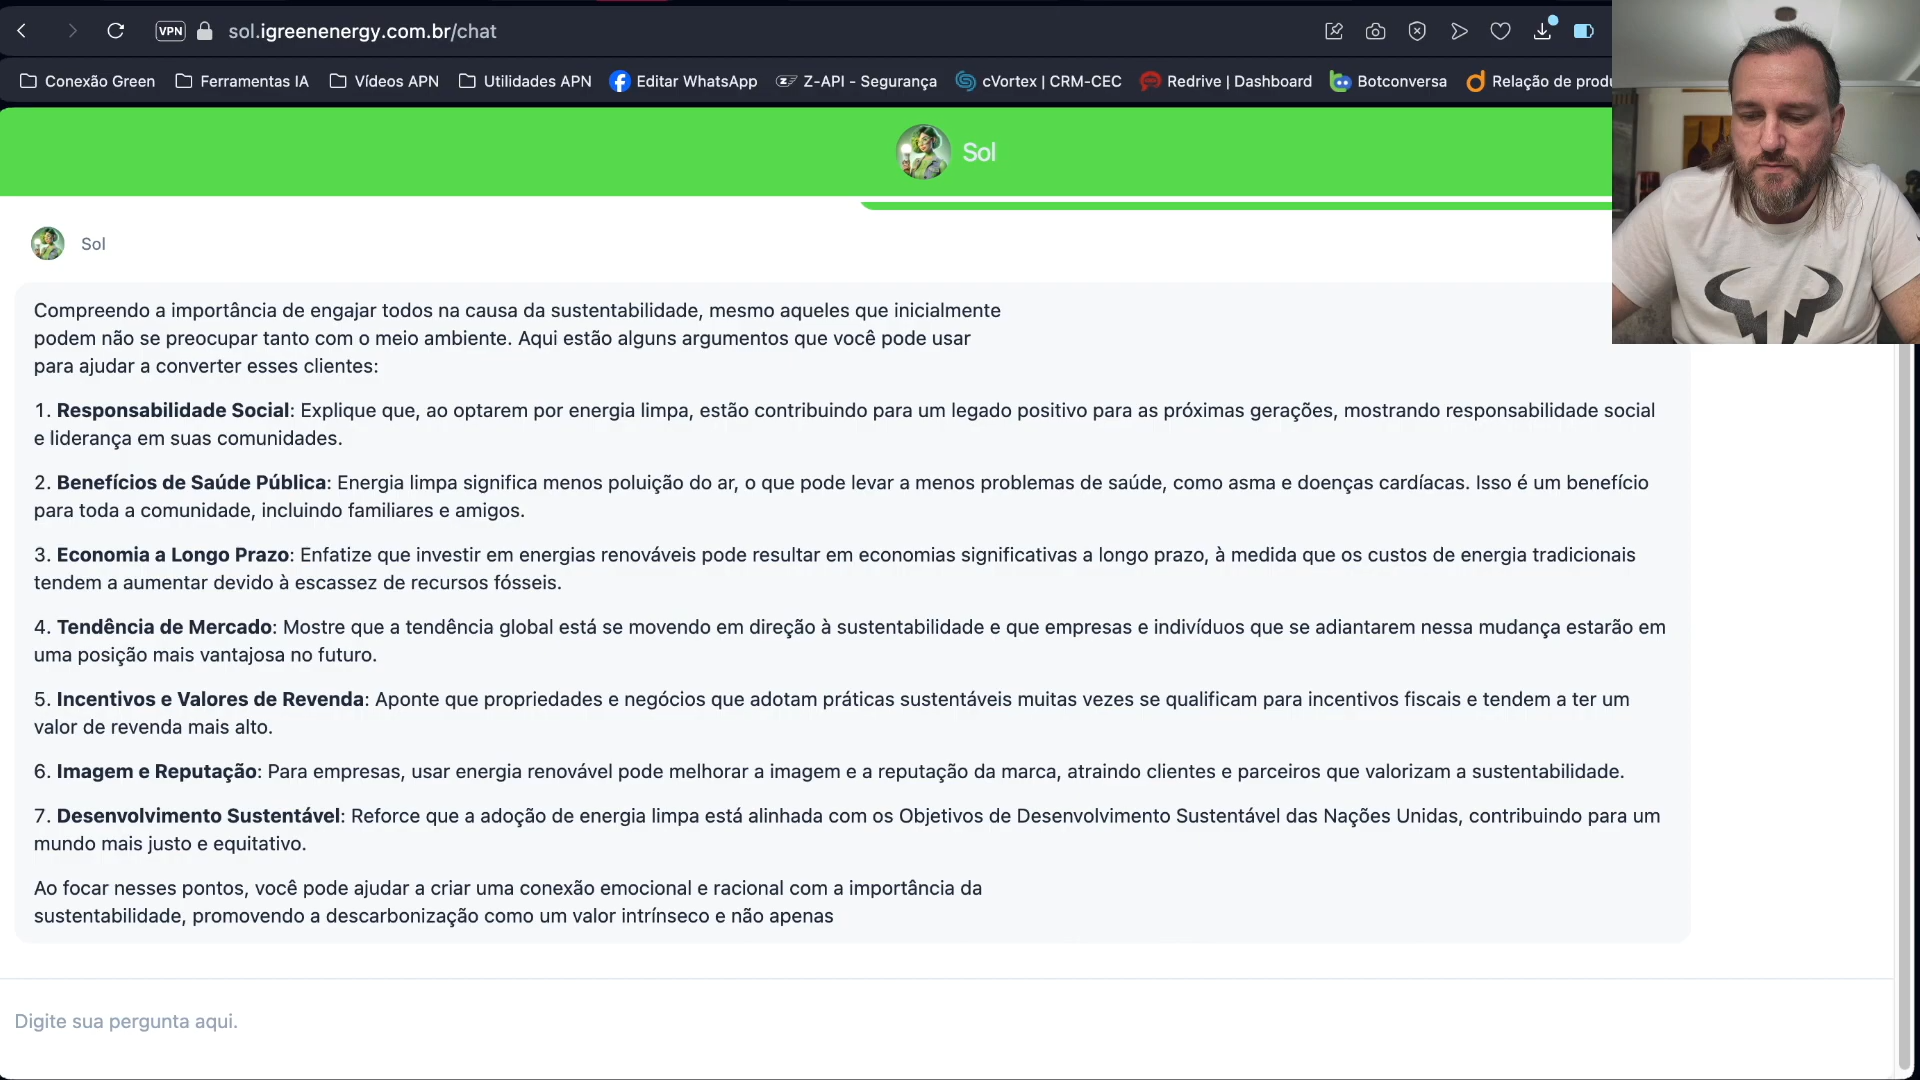 VPN sol.igreenenergy.com.br/chat
Conexão Green Ferramentas IA Vídeos APN Utilidades APN Editar WhatsApp Z-API - Segurança cVortex | CRM-CEC Redrive | Dashboard Botconversa Relação de produ
Sol
Sol
Compreendo a importância de engajar todos na causa da sustentabilidade, mesmo aqueles que inicialmente
podem não se preocupar tanto com o meio ambiente. Aqui estão alguns argumentos que você pode usar
para ajudar a converter esses clientes:
1. Responsabilidade Social: Explique que, ao optarem por energia limpa, estão contribuindo para um legado positivo para as próximas gerações, mostrando responsabilidade social
e liderança em suas comunidades.
2. Benefícios de Saúde Pública: Energia limpa significa menos poluição do ar, o que pode levar a menos problemas de saúde, como asma e doenças cardíacas. Isso é um benefício
para toda a comunidade, incluindo familiares e amigos.
3. Economia a Longo Prazo: Enfatize que investir em energias renováveis pode resultar em economias significativas a longo prazo, à medida que os custos de energia tradicionais
tendem a aumentar devido à escassez de recursos fósseis.
4. Tendência de Mercado: Mostre que a tendência global está se movendo em direção à sustentabilidade e que empresas e indivíduos que se adiantarem nessa mudança estarão em
uma posição mais vantajosa no futuro.
5. Incentivos e Valores de Revenda: Aponte que propriedades e negócios que adotam práticas sustentáveis muitas vezes se qualificam para incentivos fiscais e tendem a ter um
valor de revenda mais alto.
6. Imagem e Reputação: Para empresas, usar energia renovável pode melhorar a imagem e a reputação da marca, atraindo clientes e parceiros que valorizam a sustentabilidade.
7. Desenvolvimento Sustentável: Reforce que a adoção de energia limpa está alinhada com os Objetivos de Desenvolvimento Sustentável das Nações Unidas, contribuindo para um
mundo mais justo e equitativo.
Ao focar nesses pontos, você pode ajudar a criar uma conexão emocional e racional com a importância da
sustentabilidade, promovendo a descarbonização como um valor intrínseco e não apenas
Digite sua pergunta aqui.